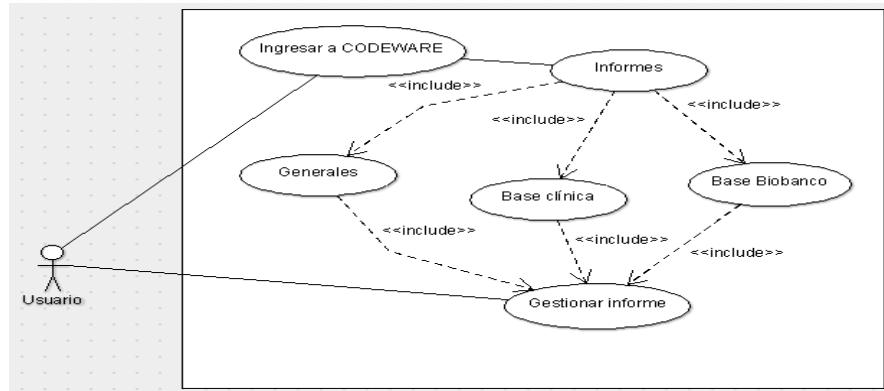 Ingresar a CODEWARE
Informes
<<include>>
<<include>>
<<include>>
Generales
Base clínica
Base Biobanco
<<include>>
<<include>>
<<include>>
Usuario
Gestionar informe